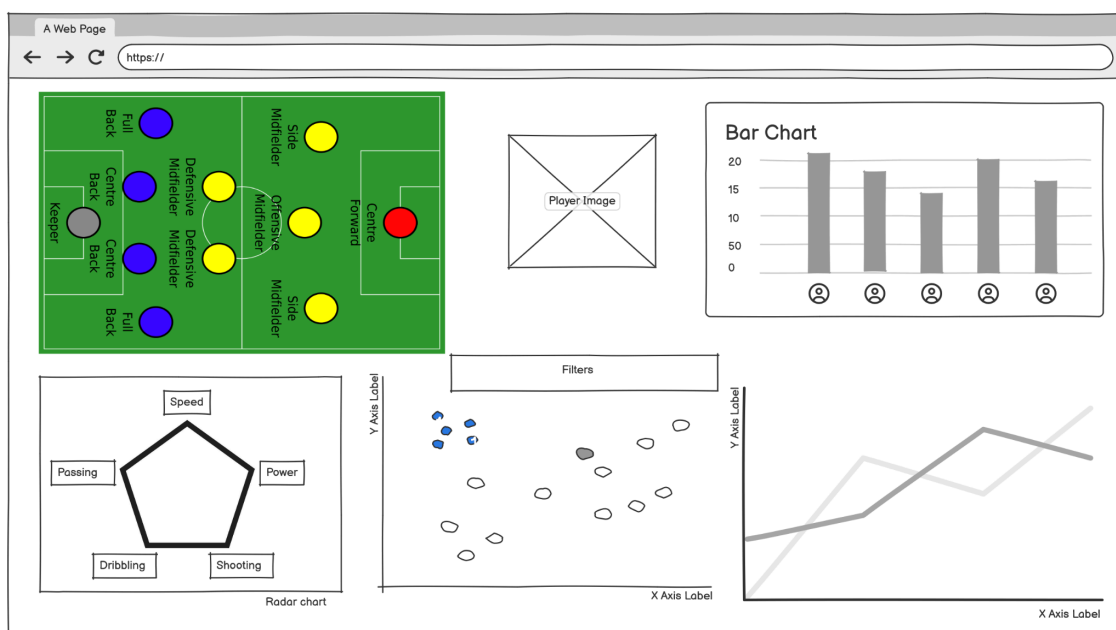 A Web Page
https://
Full
Back
Centre
Back
Keeper
Centre
Back
Full
Back
Defensive
Midfielder
Defensive
Midfielder
Side
Midfielder
Offensive
Midfielder
Side
Midfielder
Centre
Forward
Player Image
Bar Chart
20
15
10
50
0
Speed
Passing
Power
Dribbling
Shooting
Radar chart
Filters
Y Axis Label
X Axis Label
Y Axis Label
X Axis Label